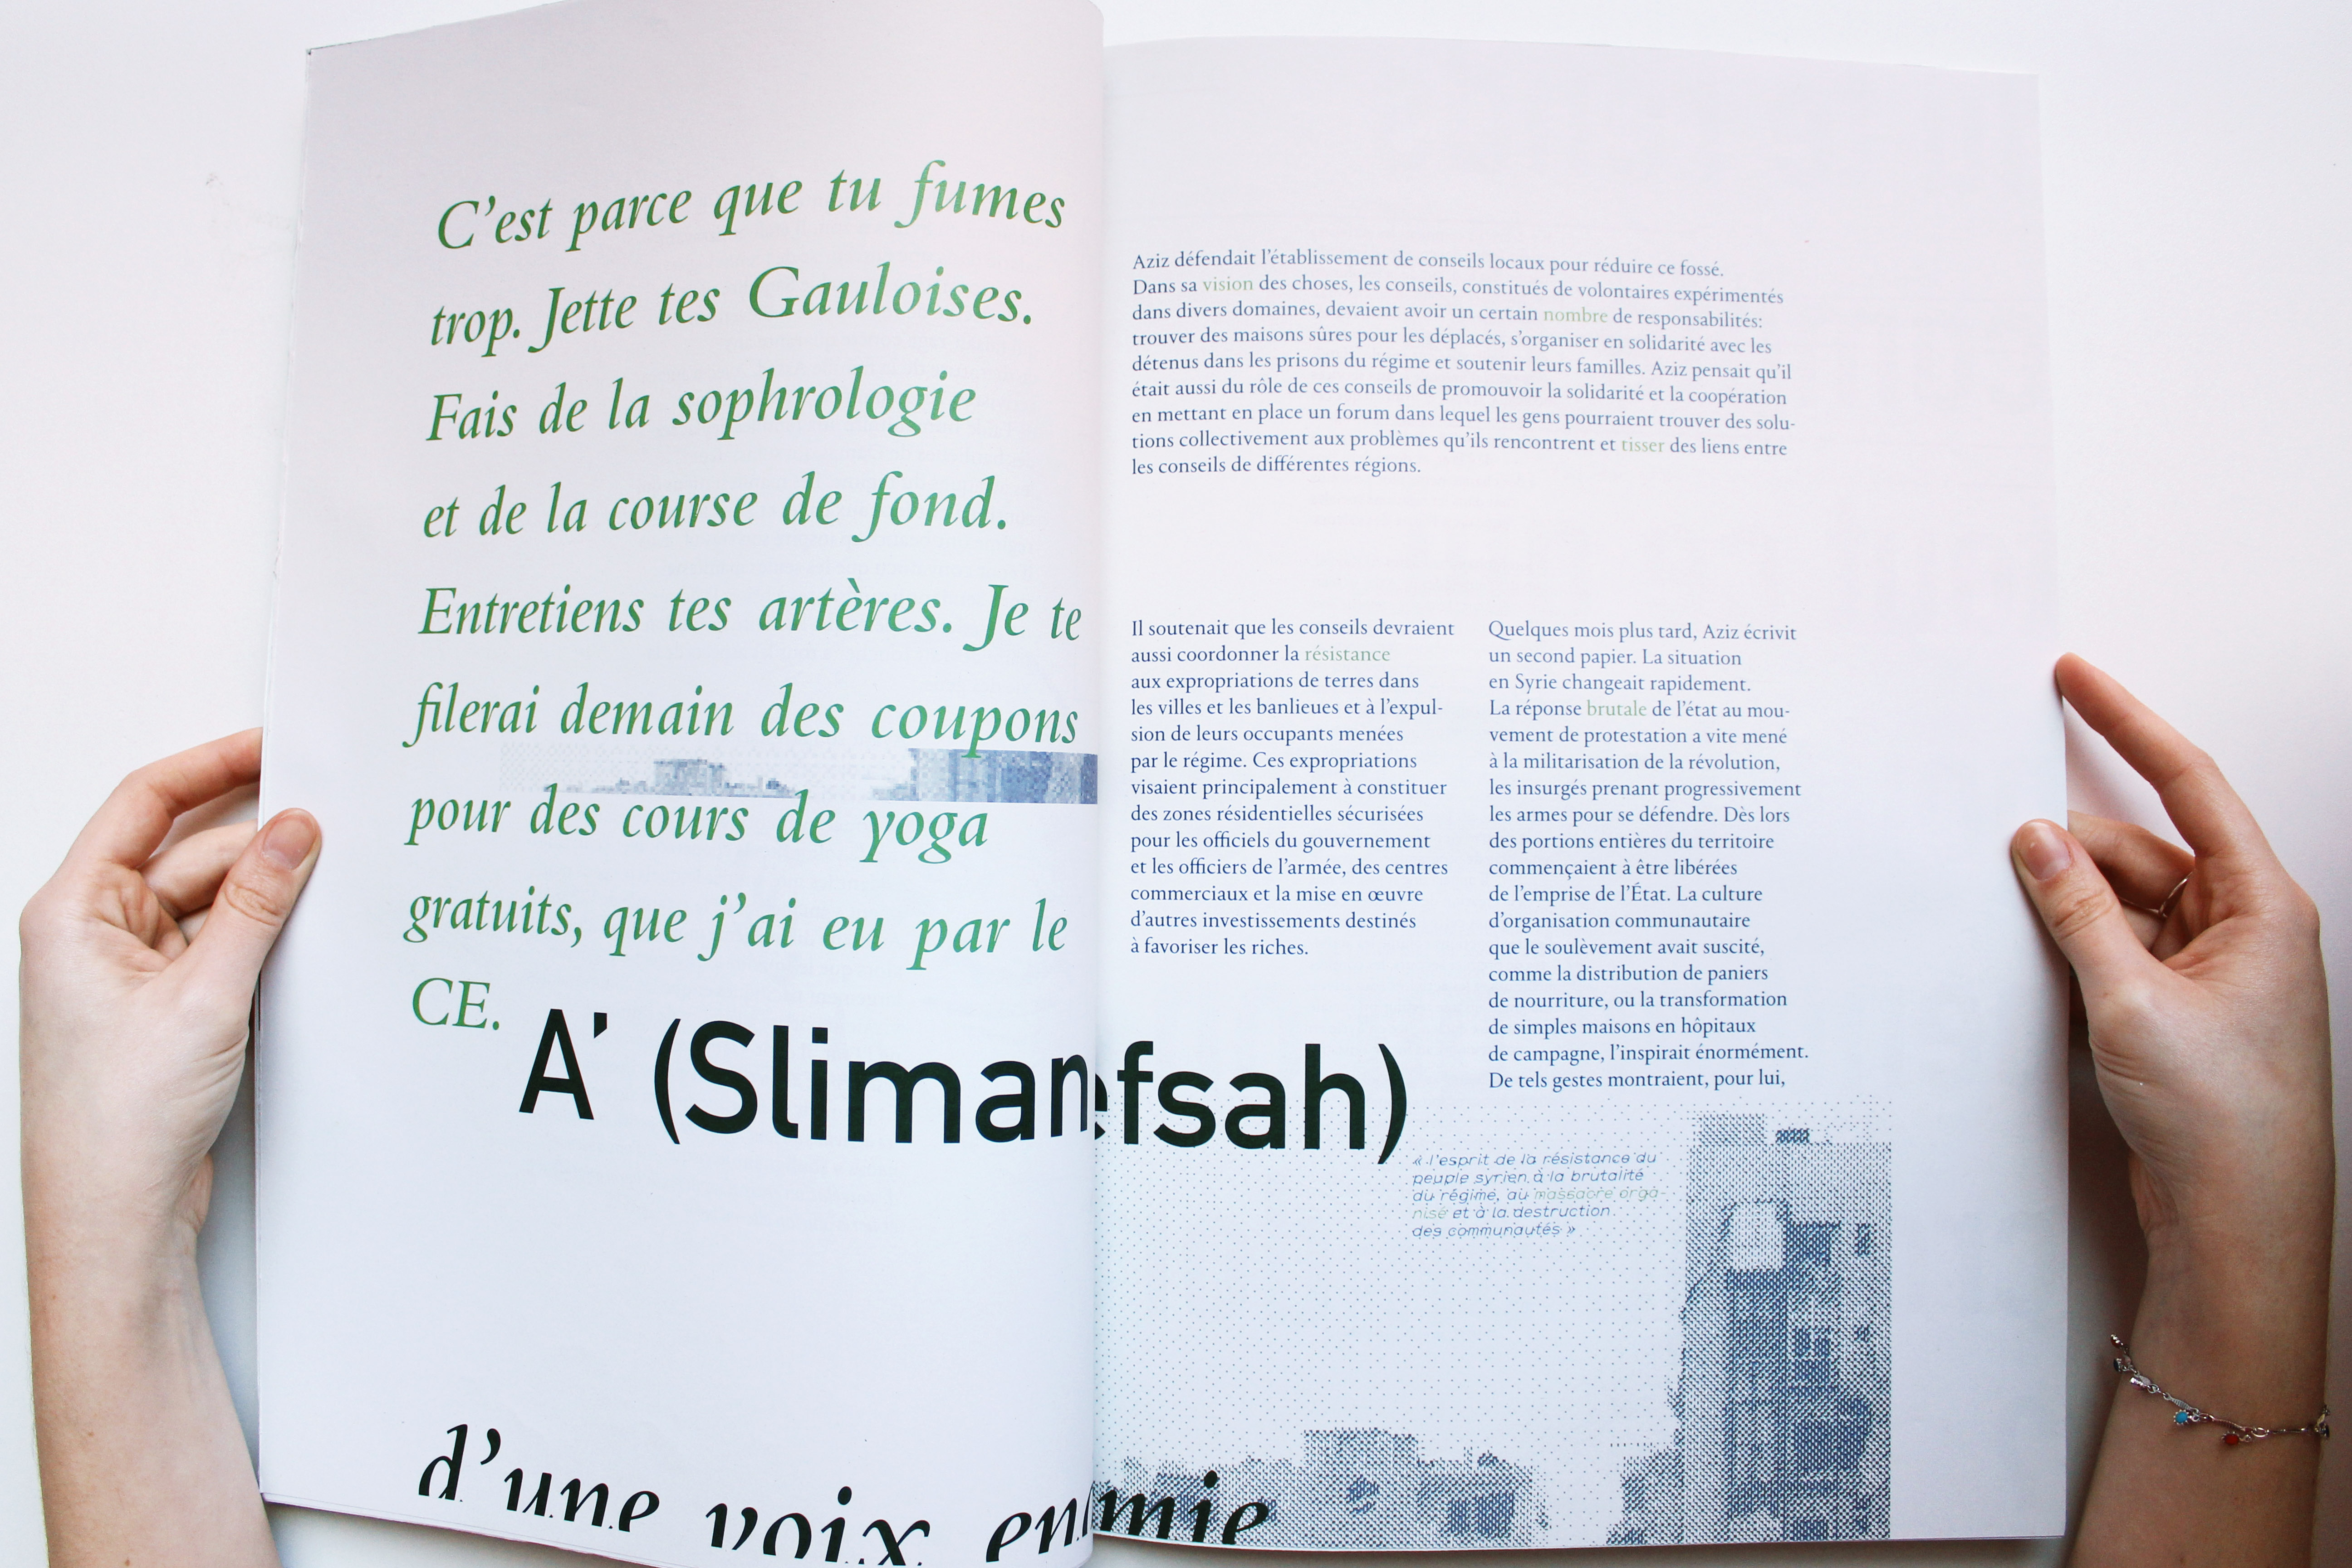 C’est parce que tu fumes
trop. Jette tes Gauloises.
Fais de la sophrologie
et de la course de fond.
Entretiens tes artères. Je te
filerai demain des coupons
pour des cours de yoga
gratuits, que j’ai eu par le
CE.
A’ (Sliman
efsah)
d’une voix en
mie
Aziz défendait l’établissement de conseils locaux pour réduire ce fossé.
Dans sa vision des choses, les conseils, constitués de volontaires expérimentés
dans divers domaines, devaient avoir un certain nombre de responsabilités:
trouver des maisons sûres pour les déplacés, s’organiser en solidarité avec les
détenus dans les prisons du régime et soutenir leurs familles. Aziz pensait qu’il
était aussi du rôle de ces conseils de promouvoir la solidarité et la coopération
en mettant en place un forum dans lequel les gens pourraient trouver des solu-
tions collectivement aux problèmes qu’ils rencontrent et tisser des liens entre
les conseils de différentes régions.
Il soutenait que les conseils devraient
aussi coordonner la résistance
aux expropriations de terres dans
les villes et les banlieues et à l’expul-
sion de leurs occupants menées
par le régime. Ces expropriations
visaient principalement à constituer
des zones résidentielles sécurisées
pour les officiels du gouvernement
et les officiers de l’armée, des centres
commerciaux et la mise en œuvre
d’autres investissements destinés
à favoriser les riches.
Quelques mois plus tard, Aziz écrivit
un second papier. La situation
en Syrie changeait rapidement.
La réponse brutale de l’état au mou-
vement de protestation a vite mené
à la militarisation de la révolution,
les insurgés prenant progressivement
les armes pour se défendre. Dès lors
des portions entières du territoire
commençaient à être libérées
de l’emprise de l’État. La culture
d’organisation communautaire
que le soulèvement avait suscité,
comme la distribution de paniers
de nourriture, ou la transformation
de simples maisons en hôpitaux
de campagne, l’inspirait énormément.
De tels gestes montraient, pour lui,
« l’esprit de la résistance du
peuple syrien à la brutalité
du régime, au massacre orga-
nisé et à la destruction
des communautés »